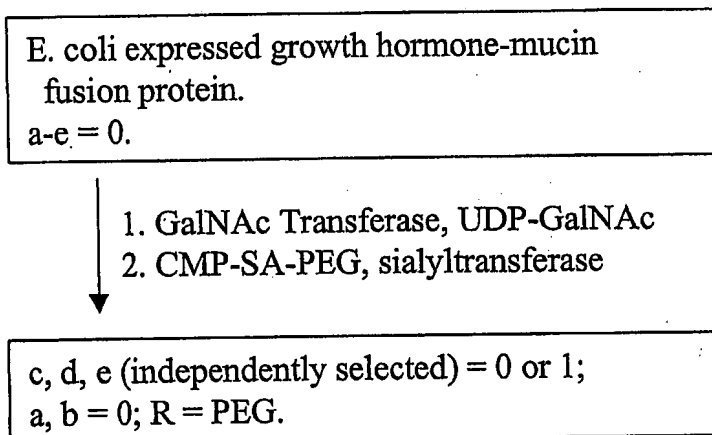 E. coli expressed growth hormone-mucin
fusion protein.
a-e = 0.
1. GalNAc Transferase, UDP-GalNAc
2. CMP-SA-PEG, sialyltransferase
c, d, e (independently selected) = 0 or 1;
a, b = 0; R = PEG.